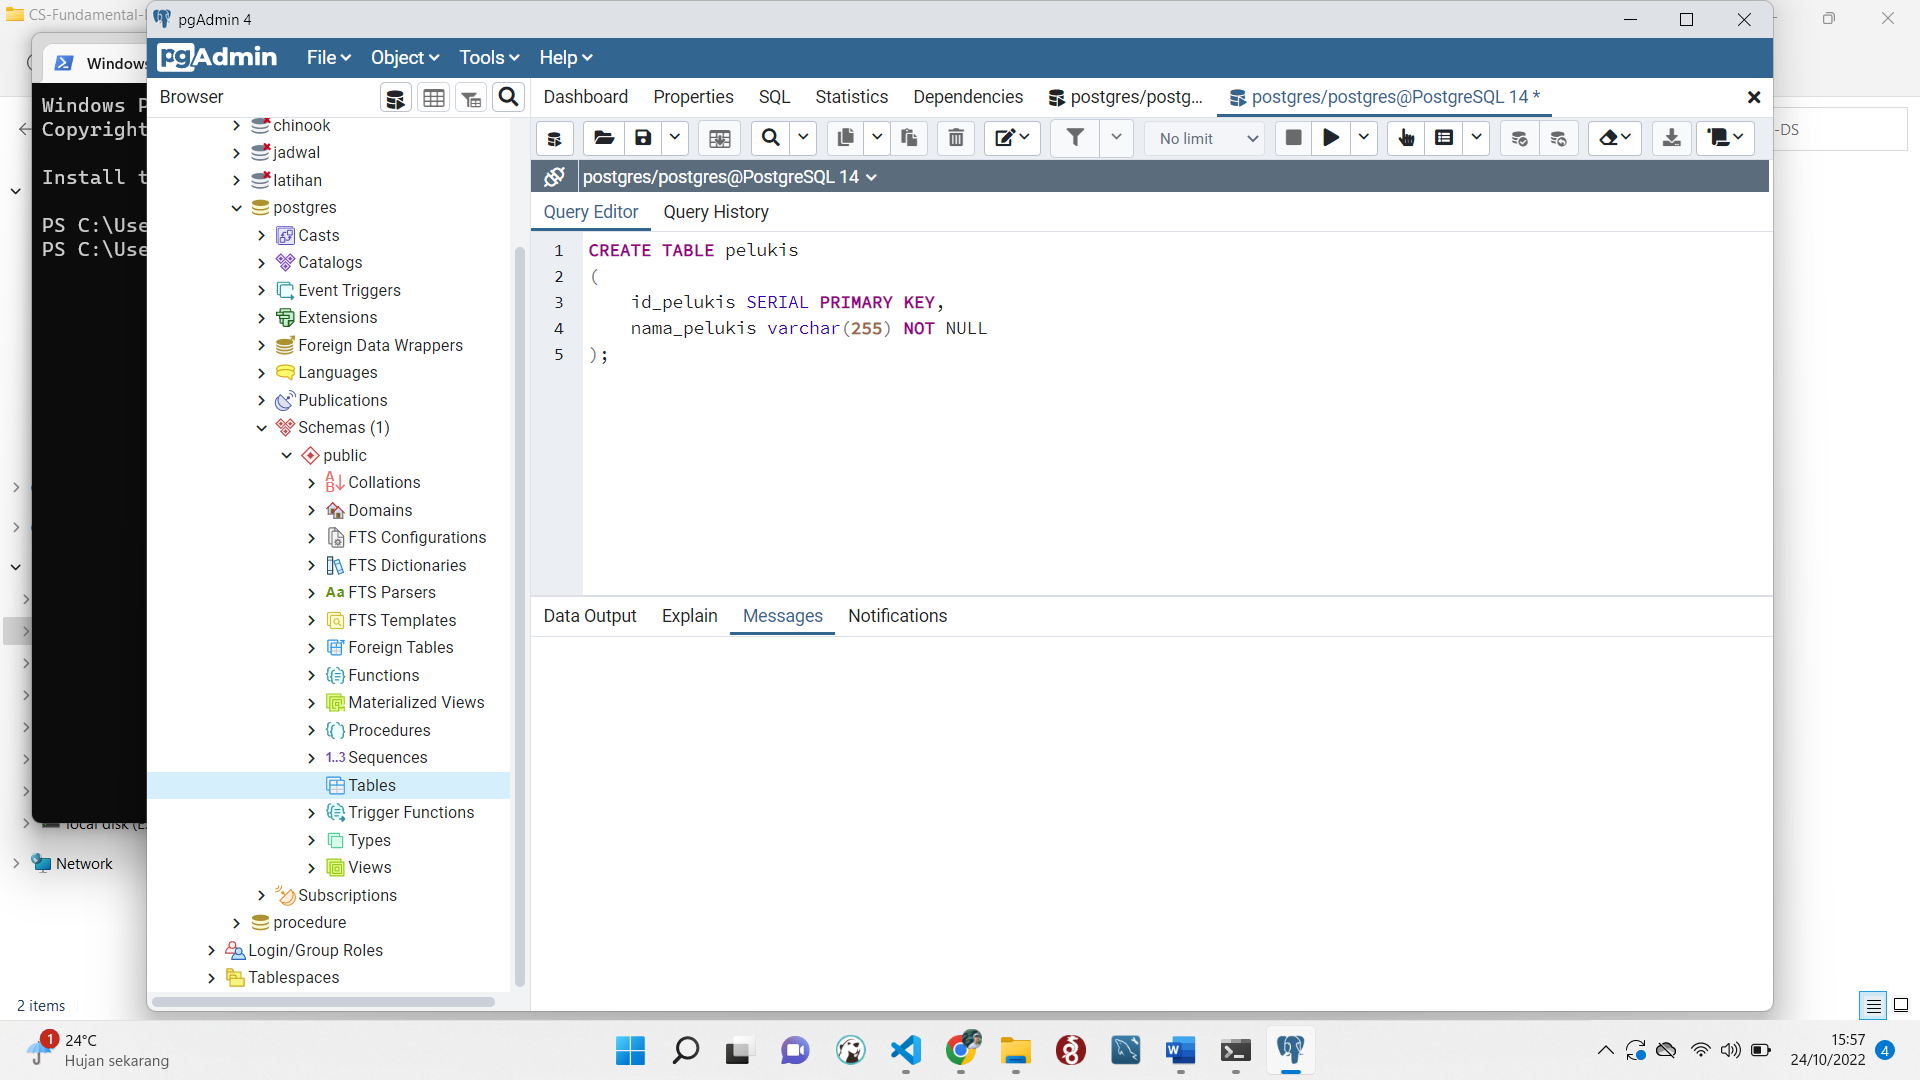 CS-Fundamental-
pgAdmin 4
Windows
Windows P
Copyright
Install t
PS C:\Use
PS C:\Use
pgAdmin
File
Object
Tools
Help
Browser
Dashboard
Properties
SQL
Statistics
Dependencies
postgres/postg...
postgres/postgres@PostgreSQL 14 *
No limit
-DS
postgres/postgres@PostgreSQL 14
Query Editor
Query History
chinook
jadwal
latihan
postgres
Casts
Catalogs
Event Triggers
Extensions
Foreign Data Wrappers
Languages
Publications
Schemas (1)
public
Collations
Domains
FTS Configurations
FTS Dictionaries
Aa FTS Parsers
FTS Templates
Foreign Tables
Functions
Materialized Views
Procedures
1..3 Sequences
Tables
Trigger Functions
Types
Views
Subscriptions
procedure
Login/Group Roles
Tablespaces
1 CREATE TABLE pelukis
2 (
3 id_pelukis SERIAL PRIMARY KEY,
4 nama_pelukis varchar(255) NOT NULL
5 );
Data Output
Explain
Messages
Notifications
Network
2 items
1
24°C
Hujan sekarang
15:57
24/10/2022
4